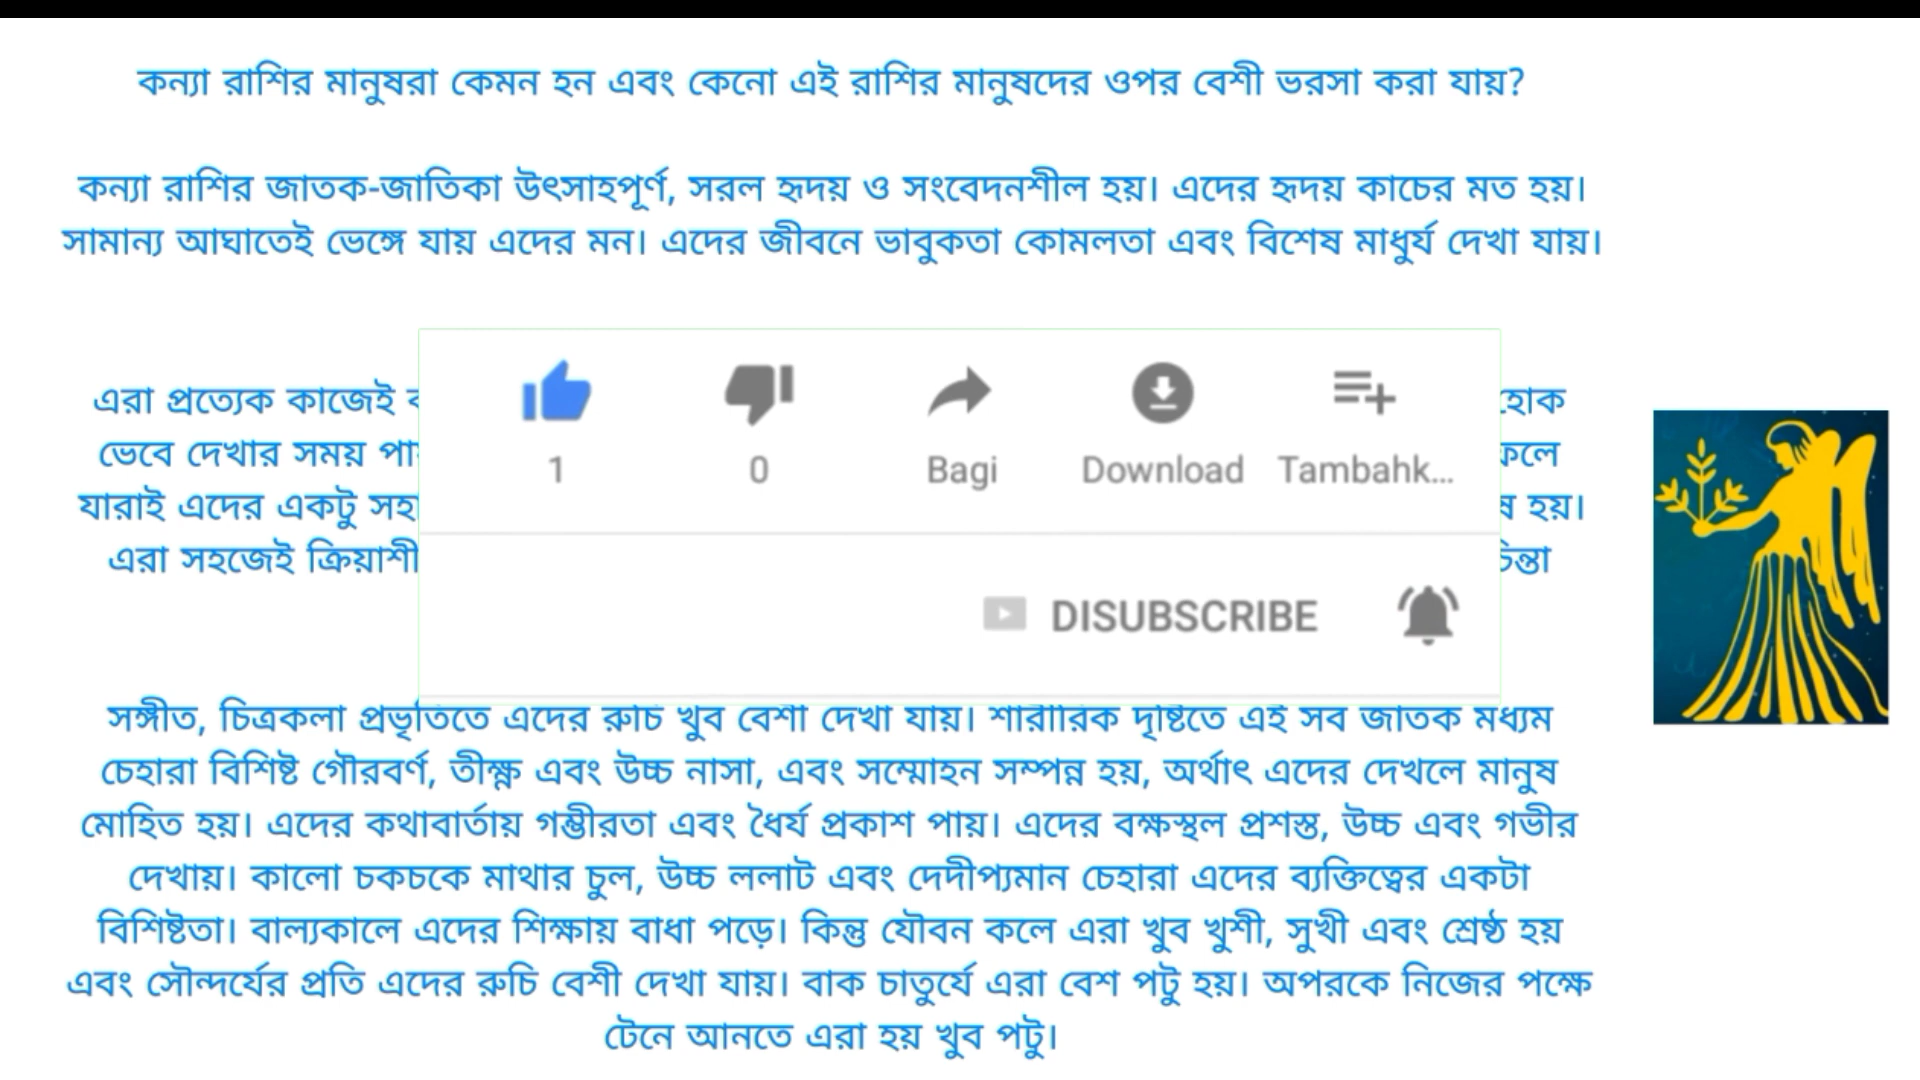 কন্যা রাশির মানুষরা কেমন হন এবং কেনো এই রাশির মানুষদের ওপর বেশী ভরসা করা যায়?
কন্যা রাশির জাতক-জাতিকা উৎসাহপূর্ণ, সরল হৃদয় ও সংবেদনশীল হয়। এদের হৃদয় কাচের মত হয়।
সামান্য আঘাতেই ভেঙ্গে যায় এদের মন। এদের জীবনে ভাবুকতা কোমলতা এবং বিশেষ মাধুর্য দেখা যায়।
এরা প্রত্যেক কাজেই
ভেবে দেখার সময়
যারাই এদের একটু হয়।
এরা সহজেই
1 0 Bagi Download Tambahk...
DISUBSCRIBE
সঙ্গীত, চিত্রকলা প্রভৃতিতে এদের রুচি খুব বেশী দেখা যায়। শারীরিক দৃষ্টিতে এই সব জাতক মধ্যম
চেহারা বিশিষ্ট গৌরবর্ণ, তীক্ষ্ণ এবং উচ্চ নাসা, এবং সম্মোহন সম্পন্ন হয়, অর্থাৎ এদের দেখলে মানুষ
মোহিত হয়। এদের কথাবার্তায় গম্ভীরতা এবং ধৈর্য প্রকাশ পায়। এদের বক্ষস্থল প্রশস্ত, উচ্চ এবং গভীর
দেখায়। কালো চকচকে মাথার চুল, উচ্চ ললাট এবং দেদীপ্যমান চেহারা এদের ব্যক্তিত্বের একটা
বিশিষ্টতা। বাল্যকালে এদের শিক্ষায় বাধা পড়ে। কিন্তু যৌবন কলে এরা খুব খুশী, সুখী এবং শ্রেষ্ঠ হয়
এবং সৌন্দর্যের প্রতি এদের রুচি বেশী দেখা যায়। বাক চাতুর্যে এরা বেশ পটু হয়। অপরকে নিজের পক্ষে
টেনে আনতে এরা হয় খুব পটু।